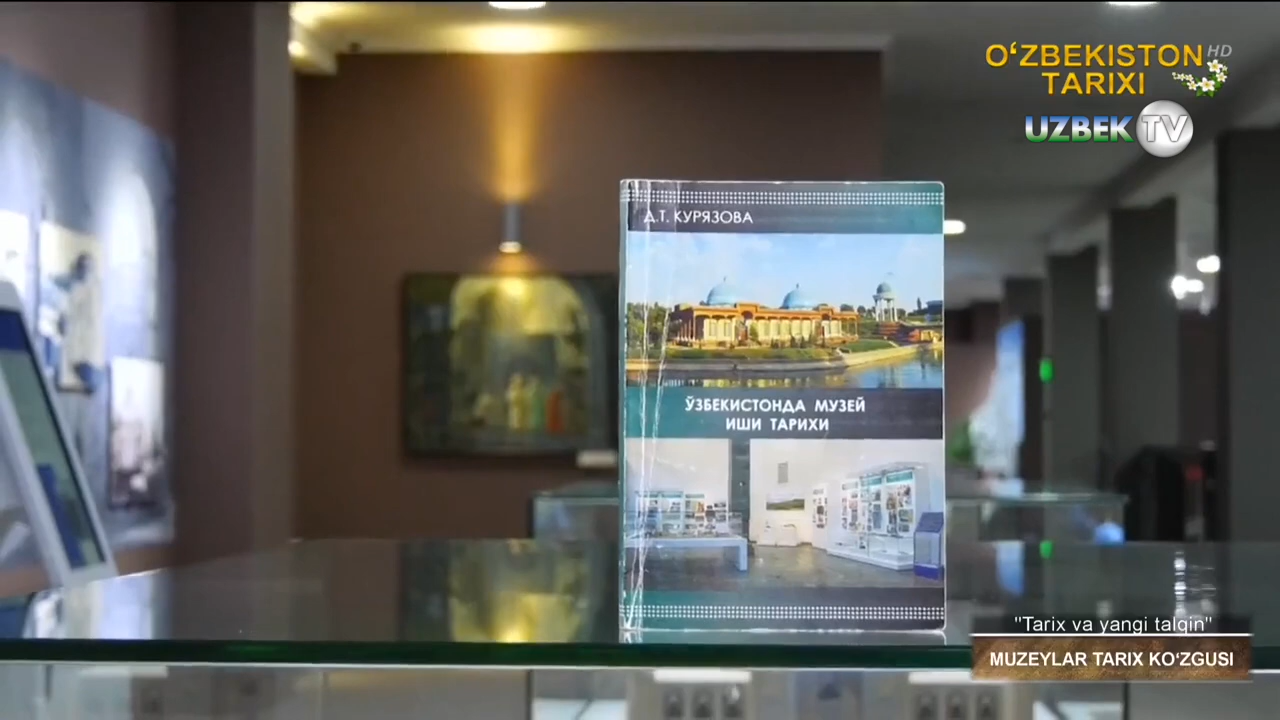 O‘ZBEKISTON HD
TARIXI
UZBEK TV
Д.Т. КУРЯЗОВА
ЎЗБЕКИСТОНДА МУЗЕЙ
ИШИ ТАРИХИ
"Tarix va yangi talqin"
MUZEYLAR TARIX KO‘ZGUSI